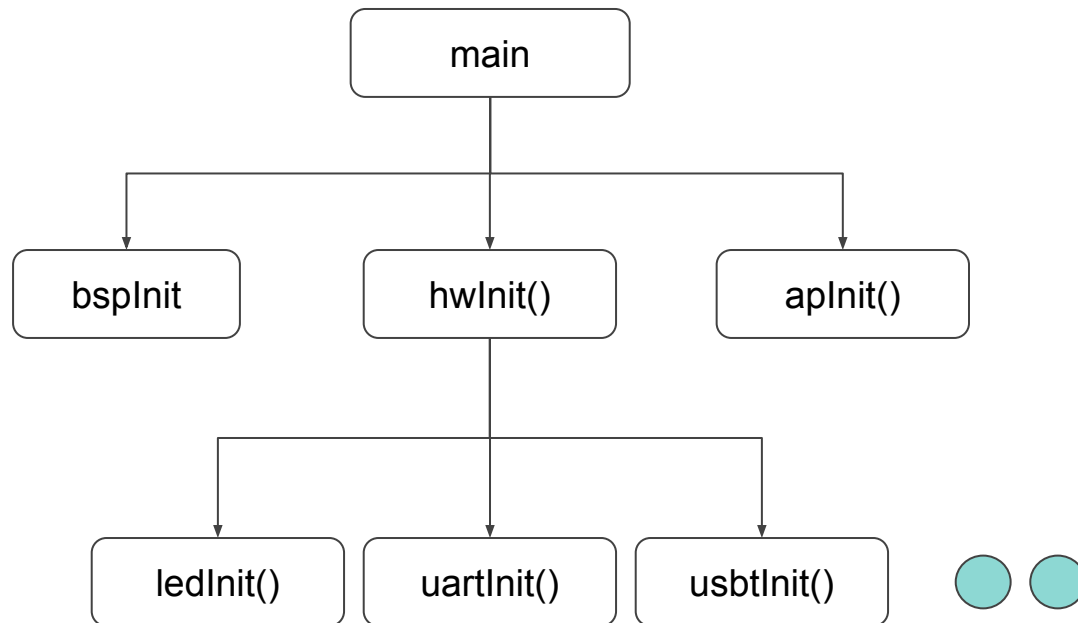 main
bspInit
hwInit()
apInit()
ledInit()
uartInit()
usbtInit()